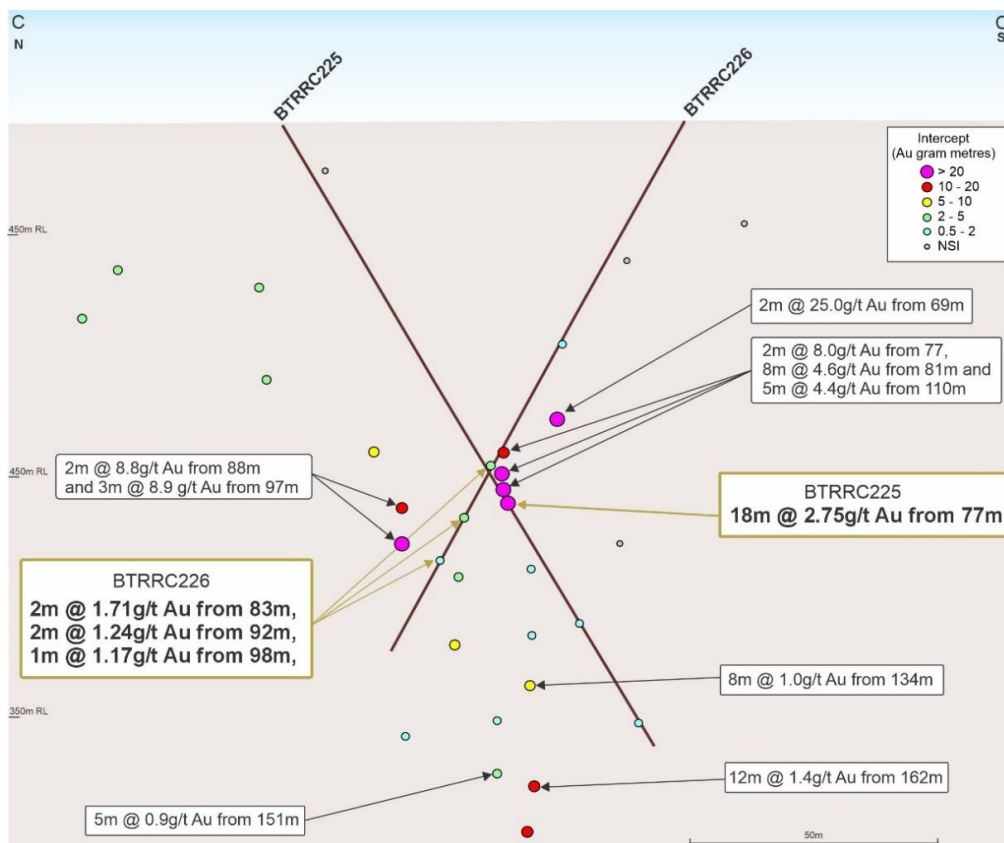 C
N
C
S
BTRRC225
BTRRC226
Intercept
(Au gram metres)
> 20
10 - 20
5 - 10
2 - 5
0.5 - 2
NSI
450m RL
2m @ 25.0g/t Au from 69m
2m @ 8.0g/t Au from 77,
8m @ 4.6g/t Au from 81m and
5m @ 4.4g/t Au from 110m
450m RL
2m @ 8.8g/t Au from 88m
and 3m @ 8.9 g/t Au from 97m
BTRRC225
18m @ 2.75g/t Au from 77m
BTRRC226
2m @ 1.71g/t Au from 83m,
2m @ 1.24g/t Au from 92m,
1m @ 1.17g/t Au from 98m,
8m @ 1.0g/t Au from 134m
350m RL
12m @ 1.4g/t Au from 162m
5m @ 0.9g/t Au from 151m
50m